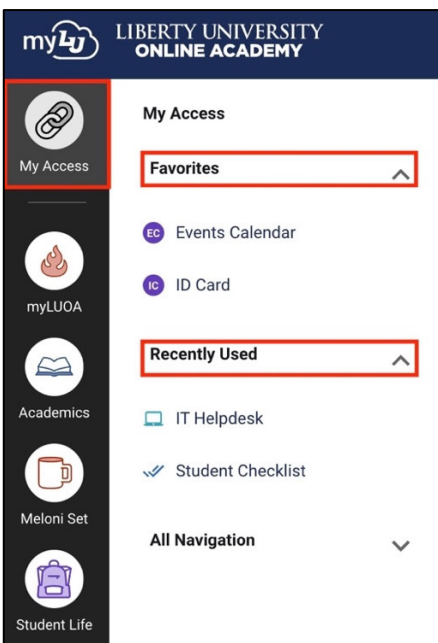 myLU
LIBERTY UNIVERSITY
ONLINE ACADEMY
My Access
myLUOA
Academics
Meloni Set
Student Life
My Access
Favorites
EC Events Calendar
IC ID Card
Recently Used
IT Helpdesk
Student Checklist
All Navigation